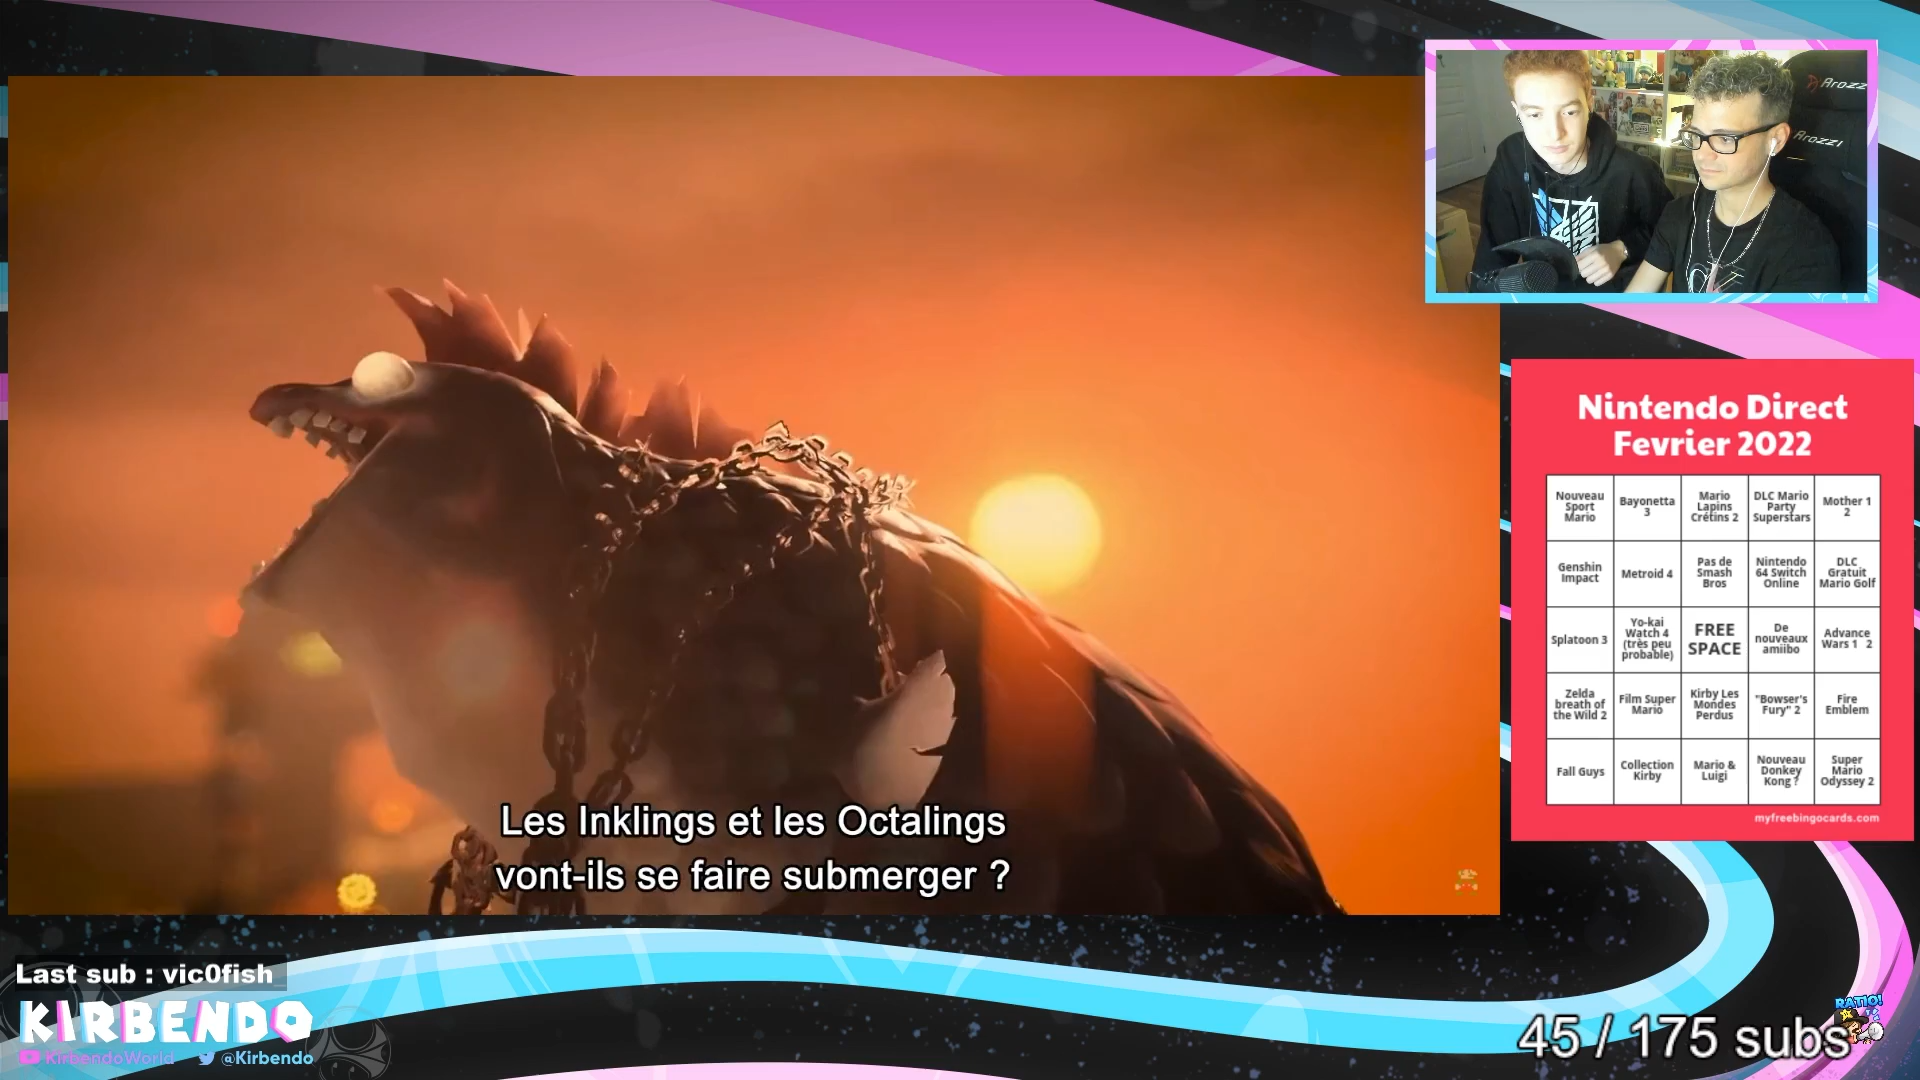 Arozzi
Arozzi
Nintendo Direct
Fevrier 2022
Nouveau
Sport
Mario
Bayonetta
3
Mario
Lapins
Crétins 2
DLC Mario
Party
Superstars
Mother 1
2
Genshin
Impact
Metroid 4
Pas de
Smash
Bros
Nintendo
64 Switch
Online
DLC
Gratuit
Mario Golf
Splatoon 3
Yo-kai
Watch 4
(très peu
probable)
FREE
SPACE
De
nouveaux
amiibo
Advance
Wars 1 2
Zelda
breath of
the Wild 2
Film Super
Mario
Kirby Les
Mondes
Perdus
"Bowser's
Fury" 2
Fire
Emblem
Fall Guys
Collection
Kirby
Mario &
Luigi
Nouveau
Donkey
Kong ?
Super
Mario
Odyssey 2
myfreebingocards.com
Les Inklings et les Octalings
vont-ils se faire submerger ?
Last sub : vic0fish_
KIRBENDO
KirbendoWorld @Kirbendo
RATIO!
45 / 175 subs